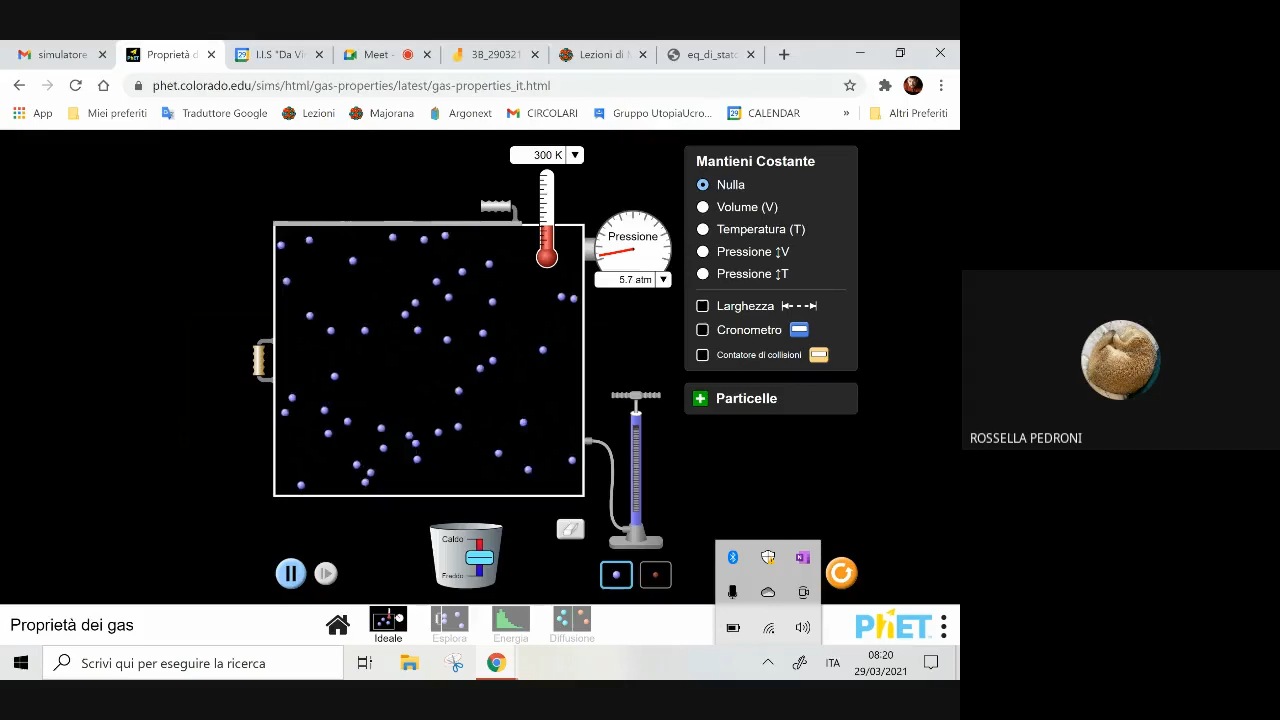 simulatore
Proprietà d
I.I.S "Da Vin
Meet -
3B_290321
Lezioni di M
eq_di_stato
phet.colorado.edu/sims/html/gas-properties/latest/gas-properties_it.html
App
Miei preferiti
Traduttore Google
Lezioni
Majorana
Argonext
CIRCOLARI
Gruppo UtopiaUcro...
CALENDAR
»
Altri Preferiti
300 K
Pressione
5.7 atm
Mantieni Costante
Nulla
Volume (V)
Temperatura (T)
Pressione ↕V
Pressione ↕T
Larghezza
Cronometro
Contatore di collisioni
Particelle
Caldo
Freddo
Proprietà dei gas
Ideale
Esplora
Energia
Diffusione
PhET
Scrivi qui per eseguire la ricerca
ITA
08:20
29/03/2021
ROSSELLA PEDRONI